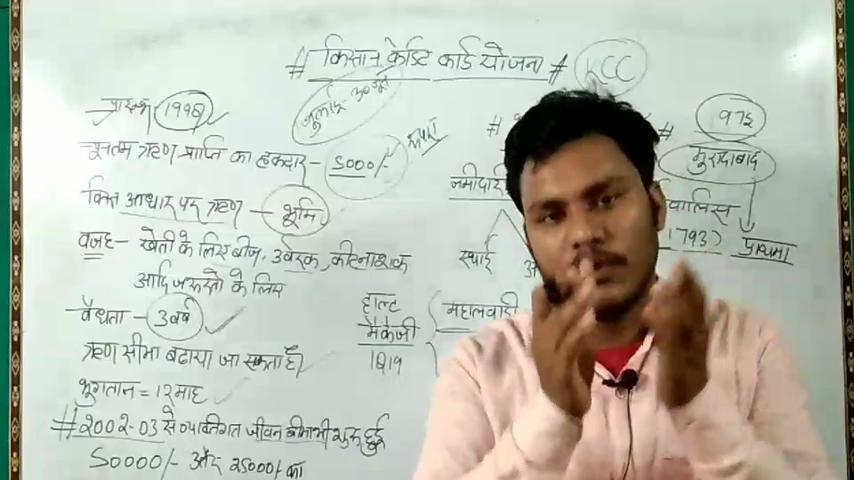 # किसान क्रेडिट कार्ड योजना # KCC
प्रारम्भ 1998
न्यूनतम ऋण प्राप्ति का हकदार - 5000/-
किस आधार पर ऋण - भूमि
वजह - खेती के लिए बीज, उर्वरक, कीटनाशक
आदि जरूरतो के लिए
वैधता - 3 वर्ष
ऋण सीमा बढाया जा सकता है।
भुगतान = 12 माह
# 2002-03 से व्यक्तिगत जीवन बीमा भी शुरू हुई
50000/- और 25000/- का
#
जमीदारी
स्थाई
अ
हाल्ट
मैकेंजी
1819
महालवाडी
#
मुरादाबाद
1793)
प्रथमा